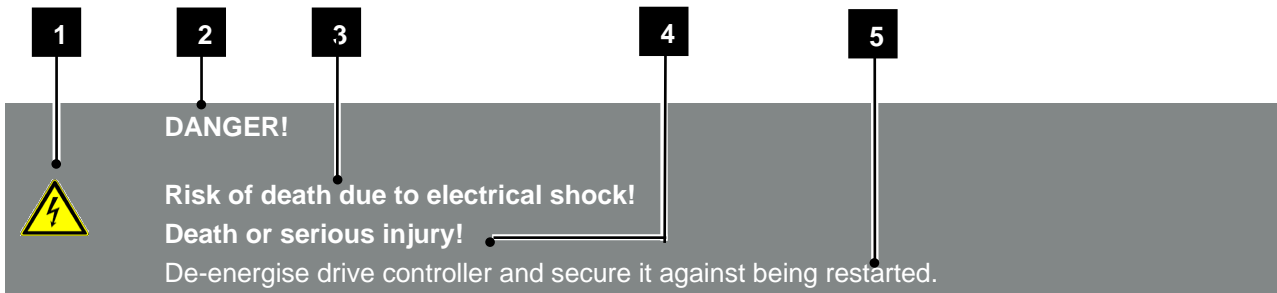 1 2 3 4 5
DANGER!
Risk of death due to electrical shock!
Death or serious injury!
De-energise drive controller and secure it against being restarted.